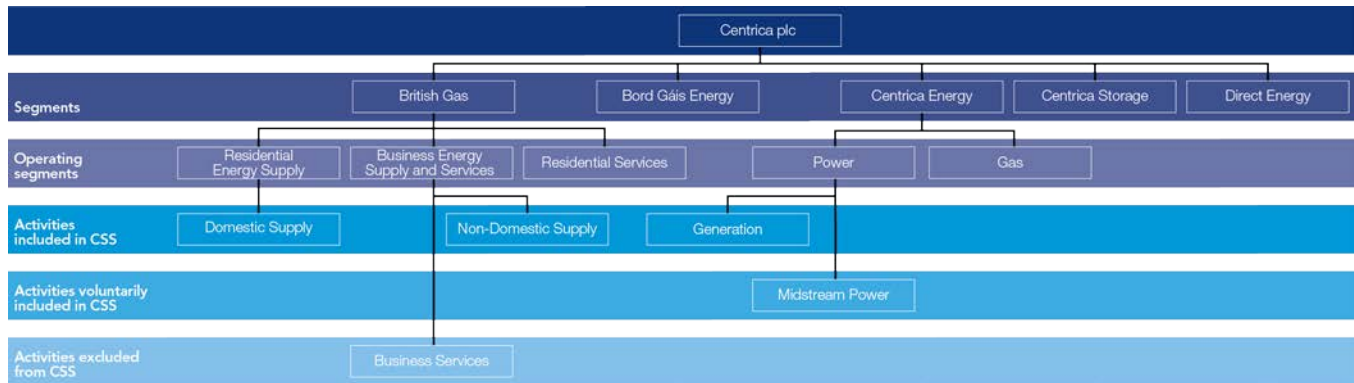 Centrica plc
Segments
British Gas
Bord Gáis Energy
Centrica Energy
Centrica Storage
Direct Energy
Operating
segments
Residential
Energy Supply
Business Energy
Supply and Services
Residential Services
Power
Gas
Activities
included in CSS
Domestic Supply
Non-Domestic Supply
Generation
Activities voluntarily
included in CSS
Midstream Power
Activities excluded
from CSS
Business Services